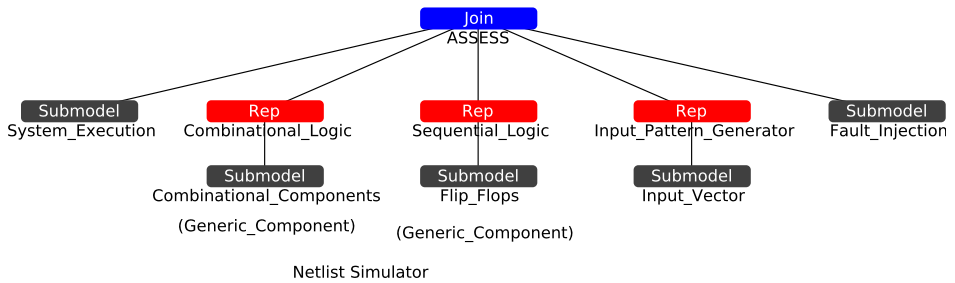 Join
ASSESS
Submodel
System_Execution
Rep
Combinational_Logic
Rep
Sequential_Logic
Rep
Input_Pattern_Generator
Submodel
Fault_Injection
Submodel
Combinational_Components
(Generic_Component)
Submodel
Flip_Flops
(Generic_Component)
Submodel
Input_Vector
Netlist Simulator